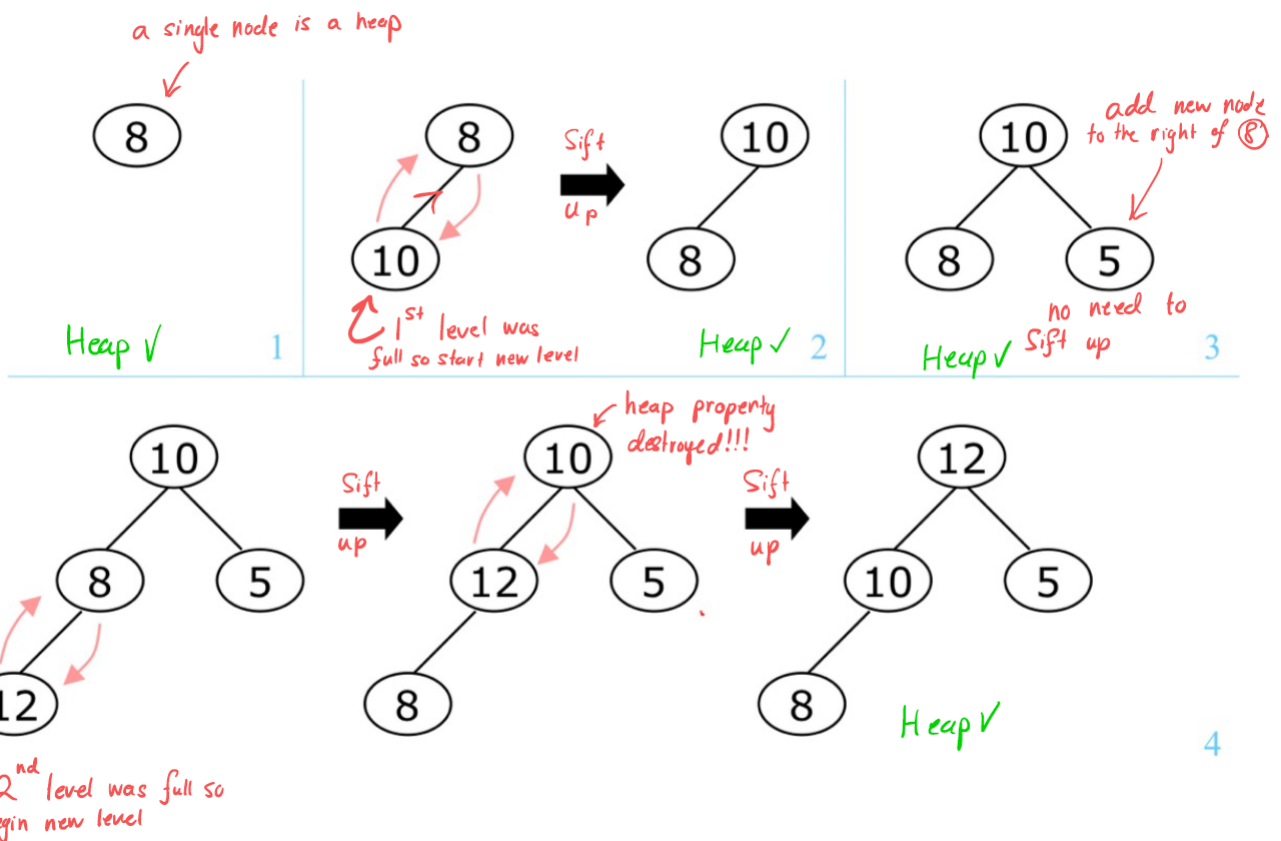 a single node is a heap
8
Heap ✓
1
8
10
Sift
up
10
8
1st level was
full so start new level
Heap ✓
2
10
8
5
add new node
to the right of 8
no need to
Sift up
Heap ✓
3
10
8
5
12
2nd level was full so
egin new level
Sift
up
heap property
destroyed!!!
10
12
5
8
Sift
up
12
10
5
8
Heap ✓
4